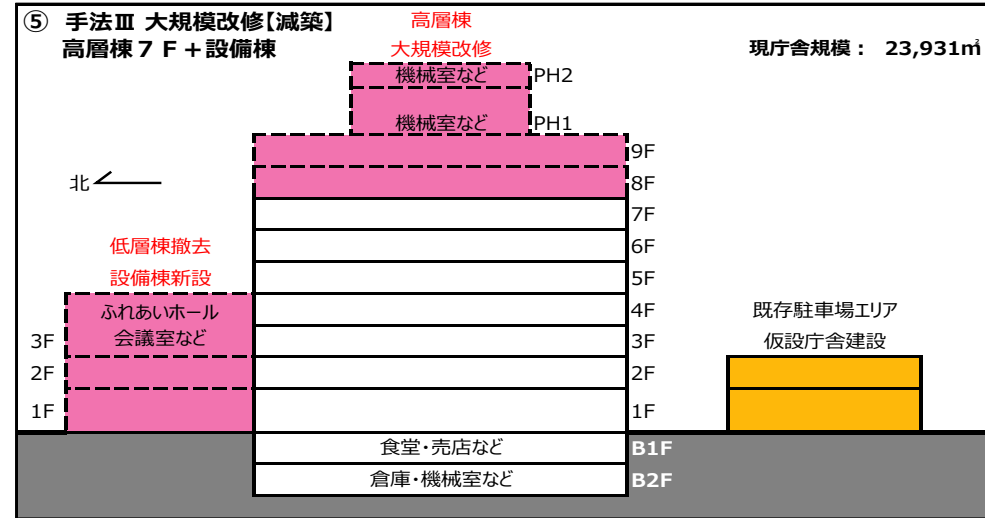 ⑤ 手法Ⅲ 大規模改修【減築】
高層棟７Ｆ＋設備棟
高層棟
大規模改修
現庁舎規模： 23,931㎡
機械室など PH2
機械室など PH1
9F
北
8F
7F
低層棟撤去
設備棟新設
6F
5F
ふれあいホール
会議室など
4F
既存駐車場エリア
仮設庁舎建設
3F
3F
2F
2F
1F
1F
食堂・売店など B1F
倉庫・機械室など B2F